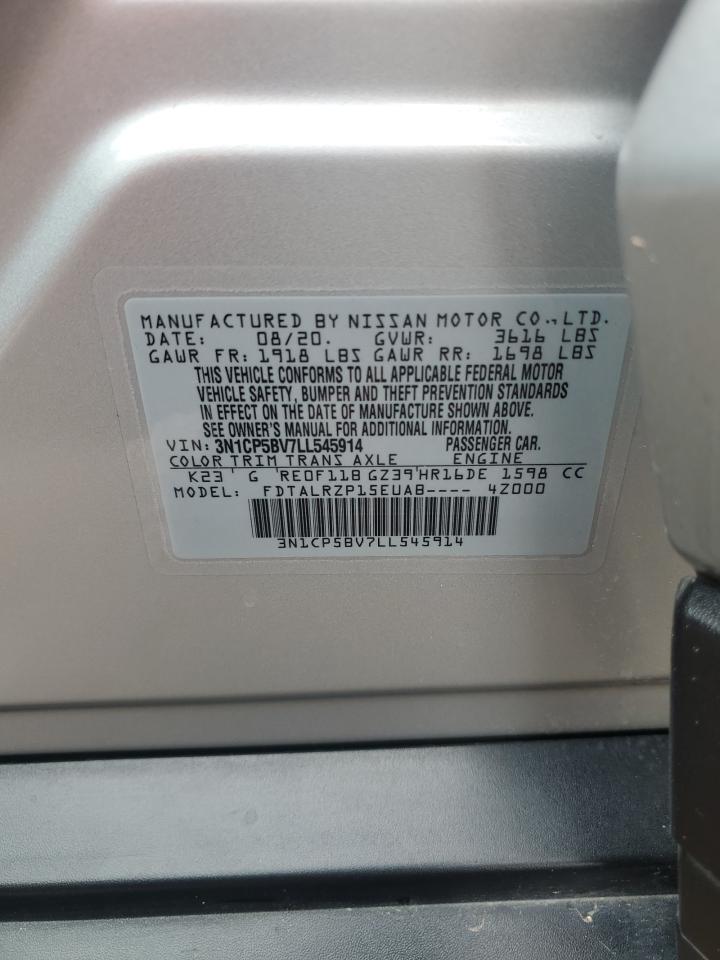 MANUFACTURED BY NISSAN MOTOR CO., LTD.
DATE: 08/20. GVWR: 3616 LBS
GAWR FR: 1918 LBS GAWR RR: 1698 LBS
THIS VEHICLE CONFORMS TO ALL APPLICABLE FEDERAL MOTOR
VEHICLE SAFETY, BUMPER AND THEFT PREVENTION STANDARDS
IN EFFECT ON THE DATE OF MANUFACTURE SHOWN ABOVE.
SEE OWNER'S MANUAL FOR ADDITIONAL INFORMATION.
VIN: 3N1CP5BV7LL545914 PASSENGER CAR.
COLOR TRIM TRANS AXLE ENGINE
K23 ' G 'RE0F11B GZ39'HR16DE 1598 CC
MODEL: FDTALRZP15EUAB---- 4Z000
3N1CP5BV7LL545914